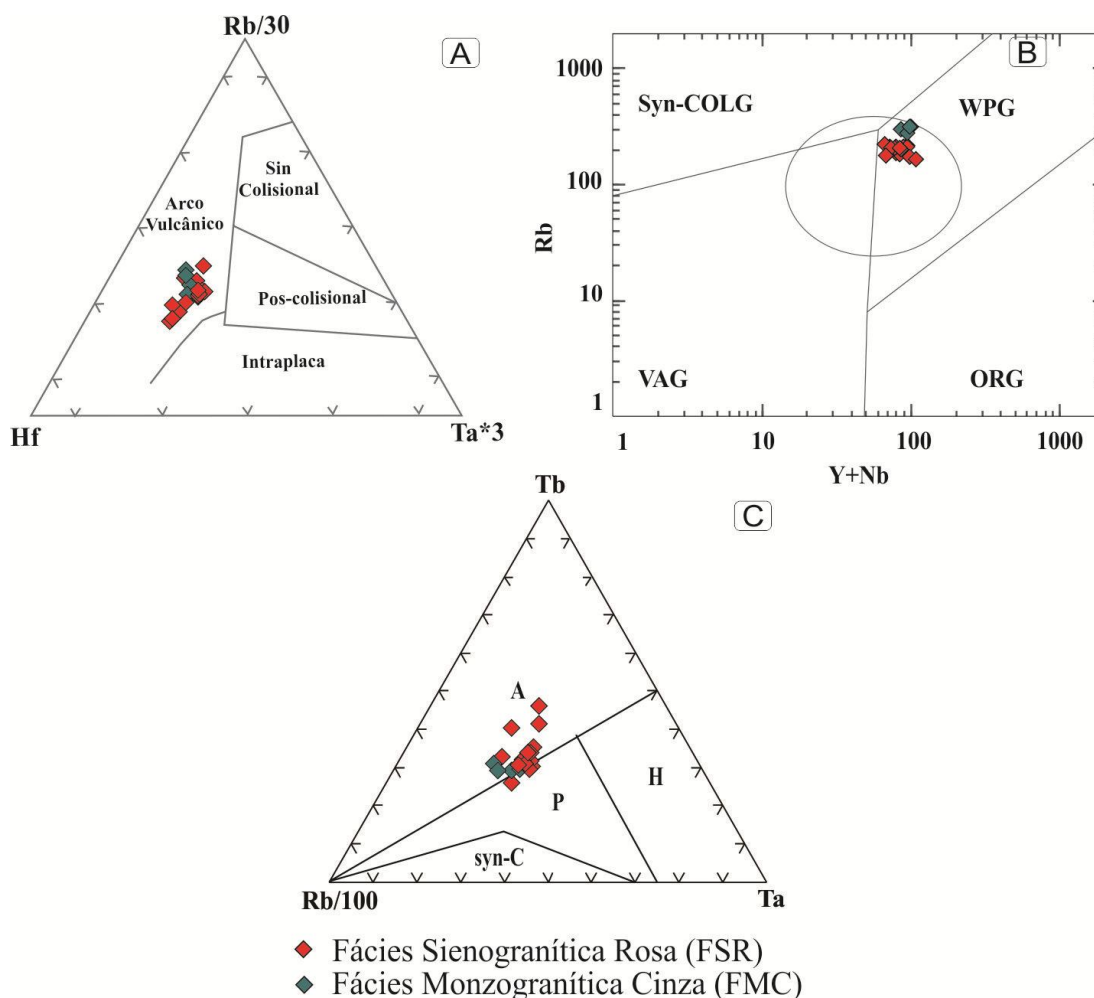 Rb/30
A
Sin
Colisional
Arco
Vulcânico
Pos-colisional
Intraplaca
Hf
Ta*3
B
1000
Syn-COLG
WPG
100
Rb
10
VAG
ORG
1
1
10
100
1000
Y+Nb
Tb
C
A
H
P
syn-C
Rb/100
Ta
Fácies Sienogranítica Rosa (FSR)
Fácies Monzogranítica Cinza (FMC)